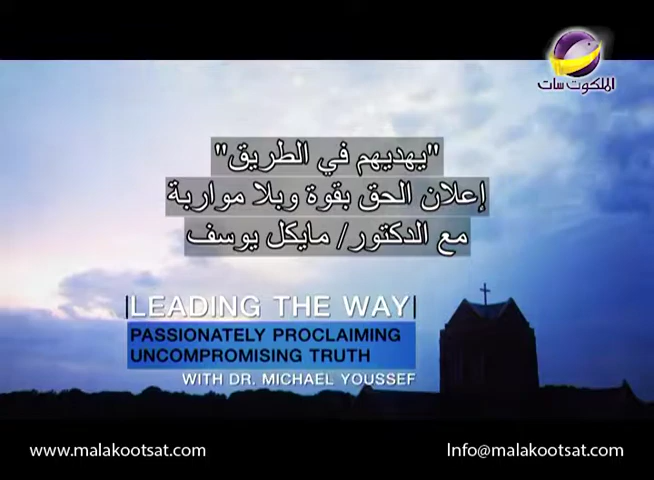 الملكوت سات
"يهديهم في الطريق"
إعلان الحق بقوة وبلا مواربة
مع الدكتور/ مايكل يوسف
LEADING THE WAY
PASSIONATELY PROCLAIMING
UNCOMPROMISING TRUTH
WITH DR. MICHAEL YOUSSEF
www.malakootsat.com
Info@malakootsat.com